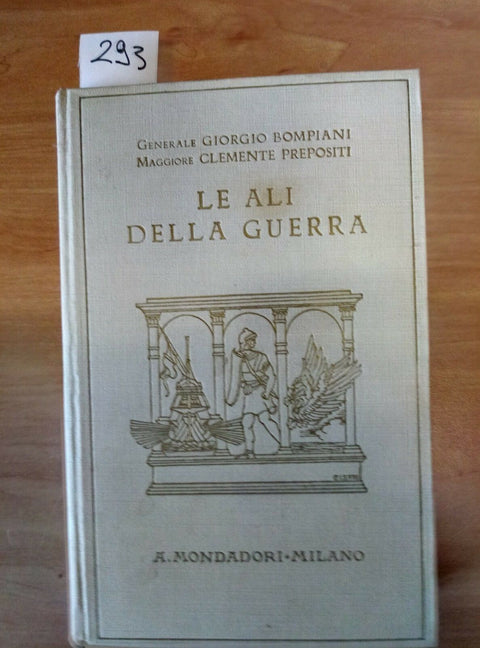 293
GENERALE GIORGIO BOMPIANI
MAGGIORE CLEMENTE PREPOSITI
LE ALI
DELLA GUERRA
A. MONDADORI • MILANO